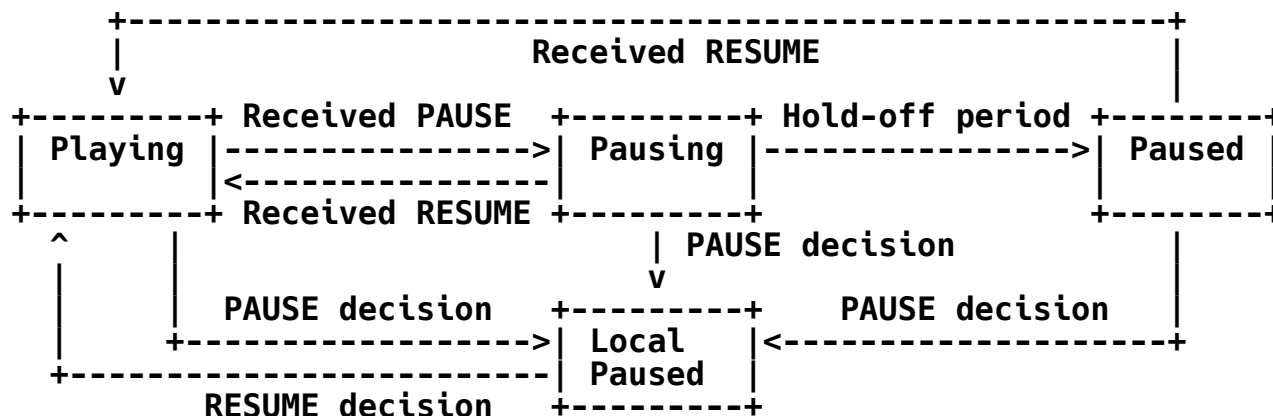 Received RESUME
Received PAUSE Hold-off period
Playing Pausing Paused
Received RESUME
PAUSE decision
PAUSE decision PAUSE decision
Local
Paused
RESUME decision